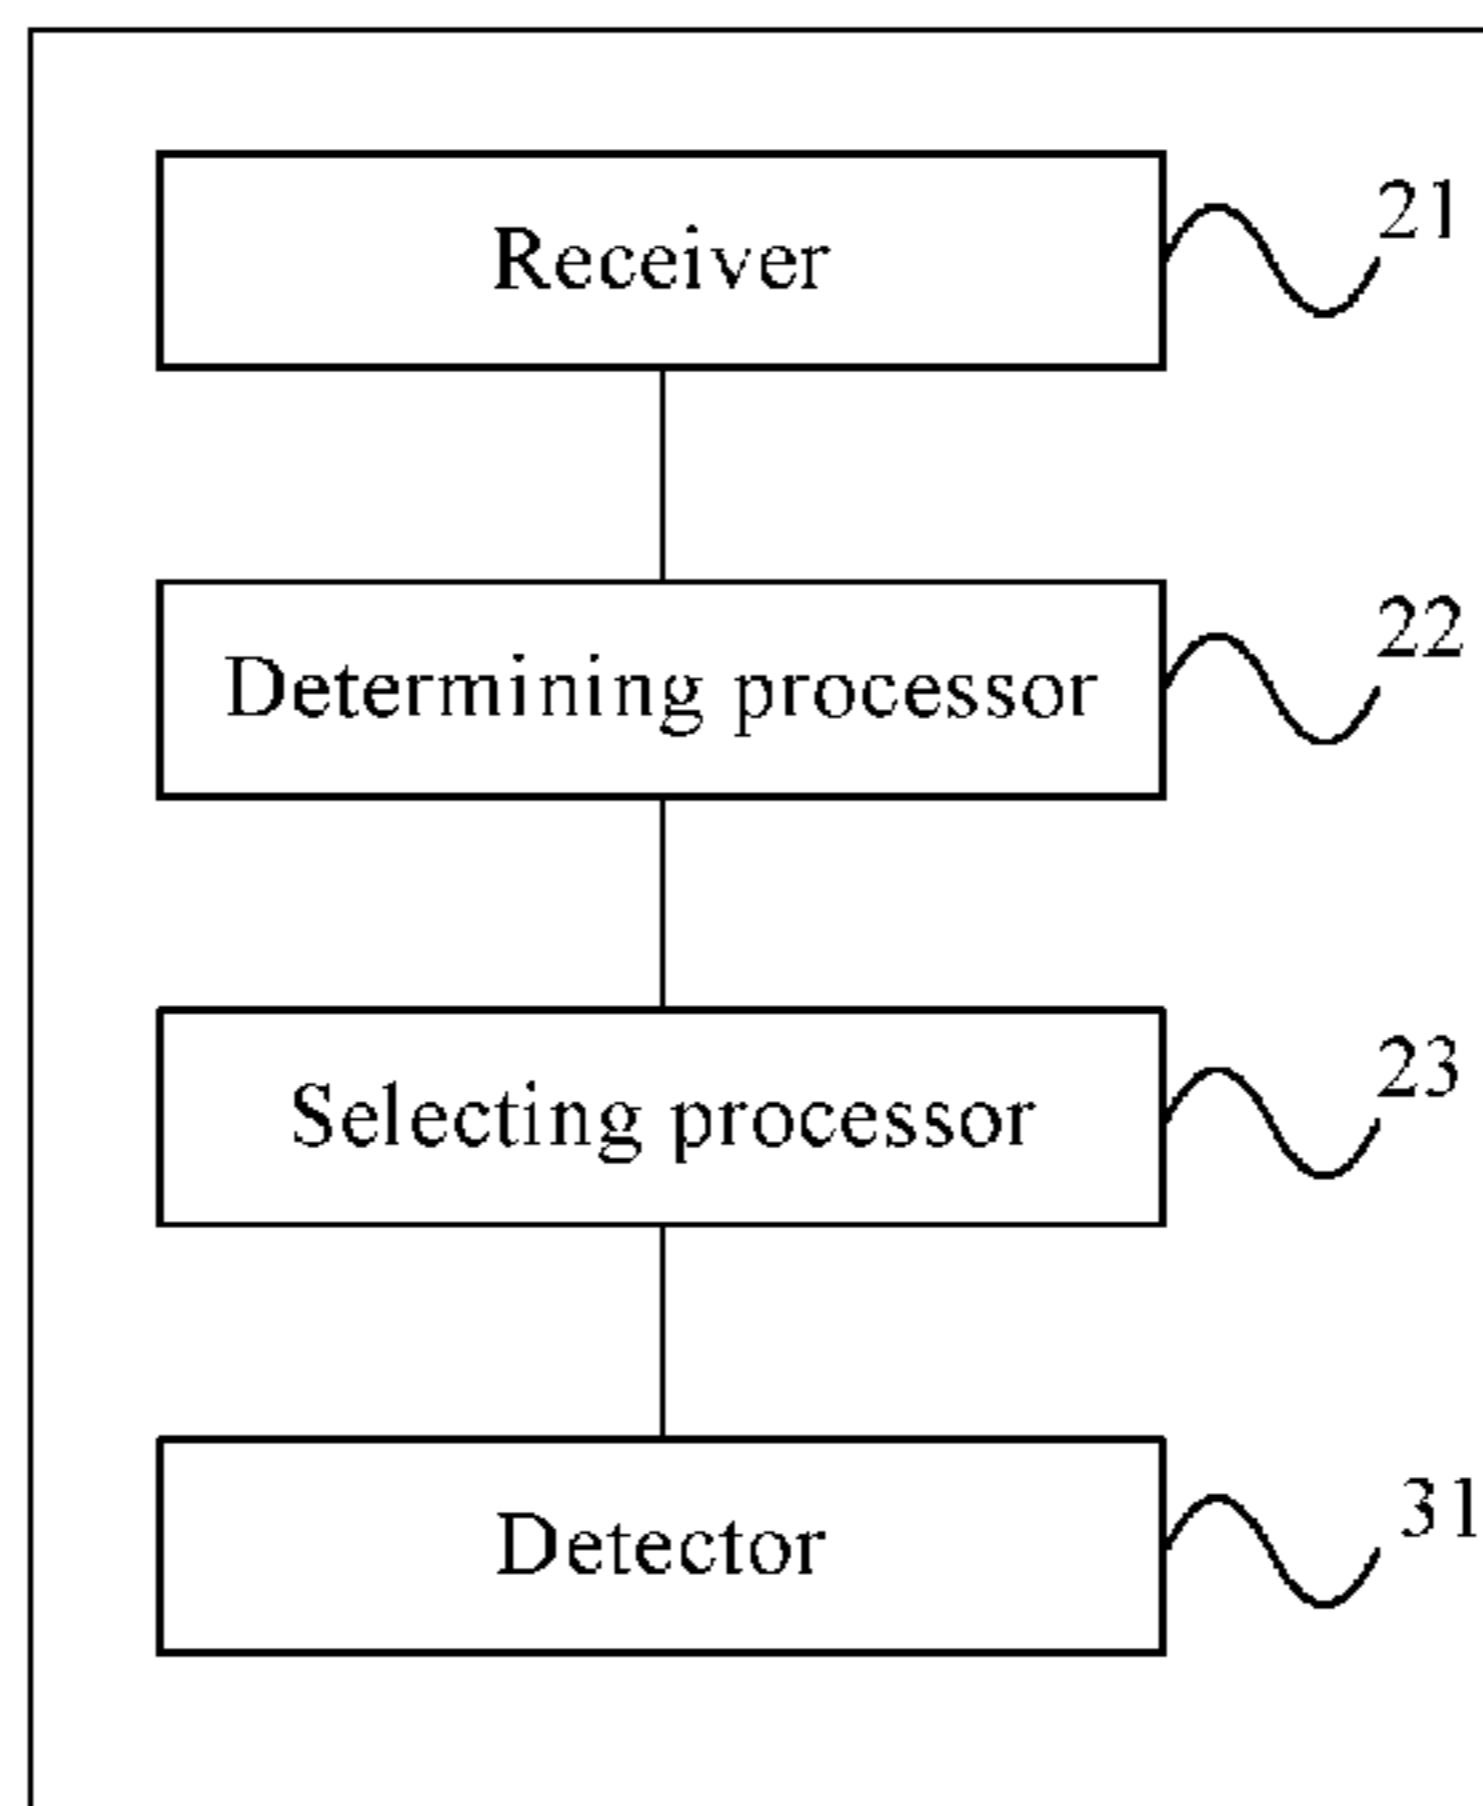 Receiver
21
Determining processor
22
Selecting processor
23
Detector
31